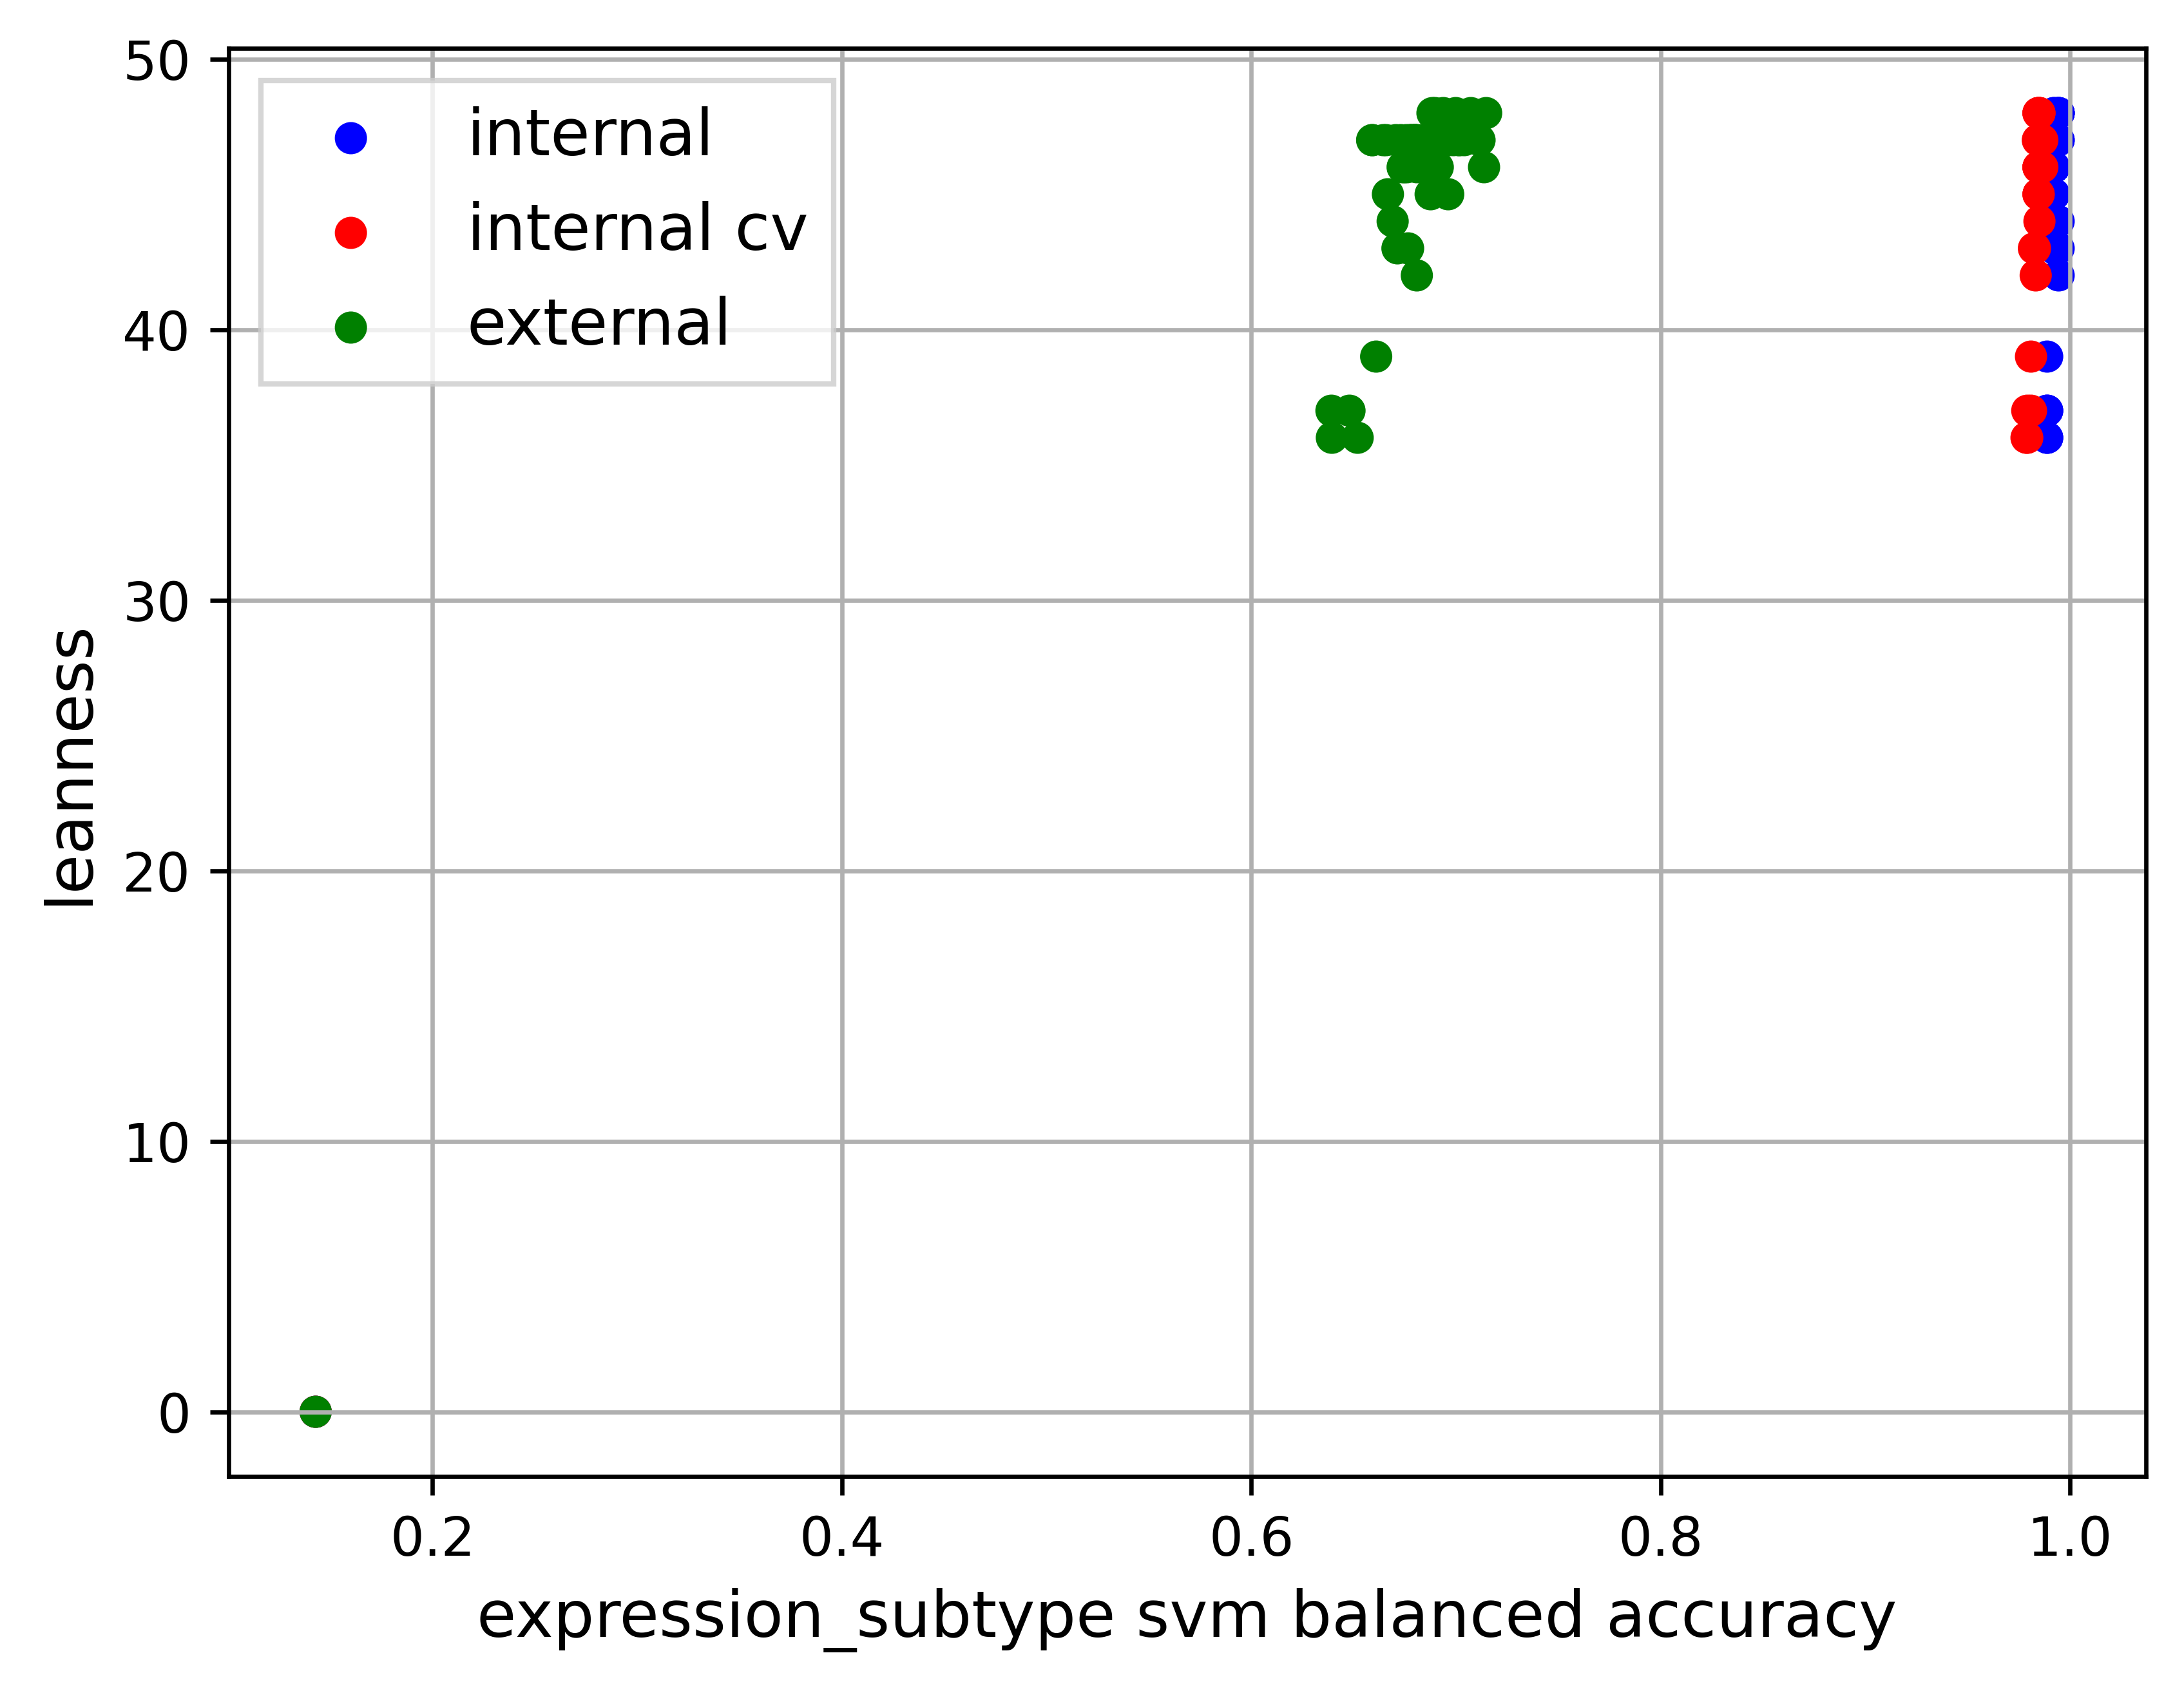 50
40
30
20
10
0
leanness
internal
internal cv
external
0.2 0.4 0.6 0.8 1.0
expression_subtype svm balanced accuracy